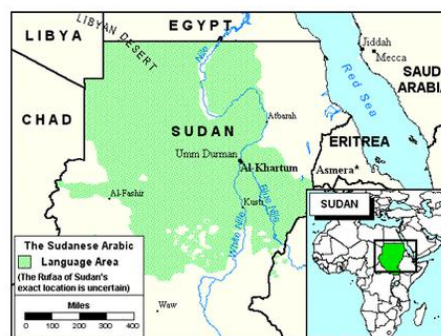 LIBYA
LIBYAN DESERT
EGYPT
Nile
Jiddah
Mecca
SAUDI
ARABIA
Red Sea
CHAD
SUDAN
Atbarah
ERITREA
Umm Durman
Al-Khartum
Asmera*
Al-Fashir
Kusti
Blue Nile
White Nile
Waw
The Sudanese Arabic
Language Area
(The Rufaa of Sudan's
exact location is uncertain)
Miles
0 100 200 300 400
SUDAN